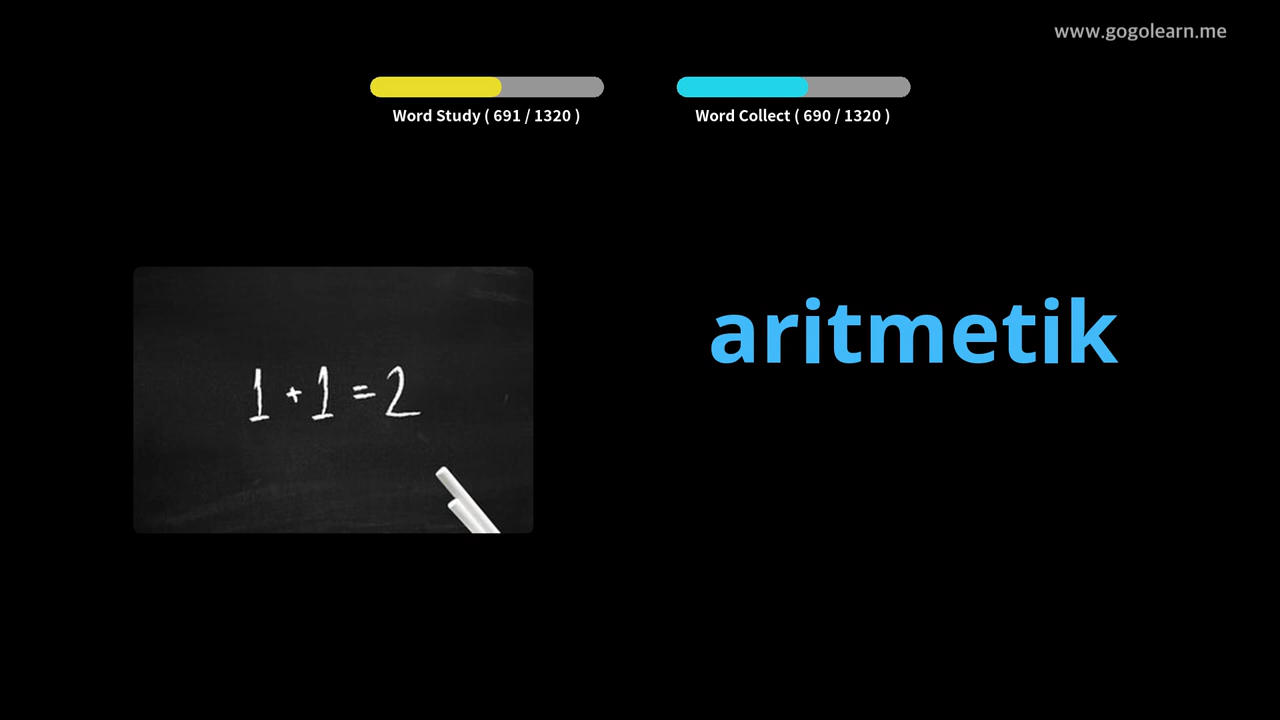 www.gogolearn.me
Word Study ( 691 / 1320 )
Word Collect ( 690 / 1320 )
1 + 1 = 2
aritmetik